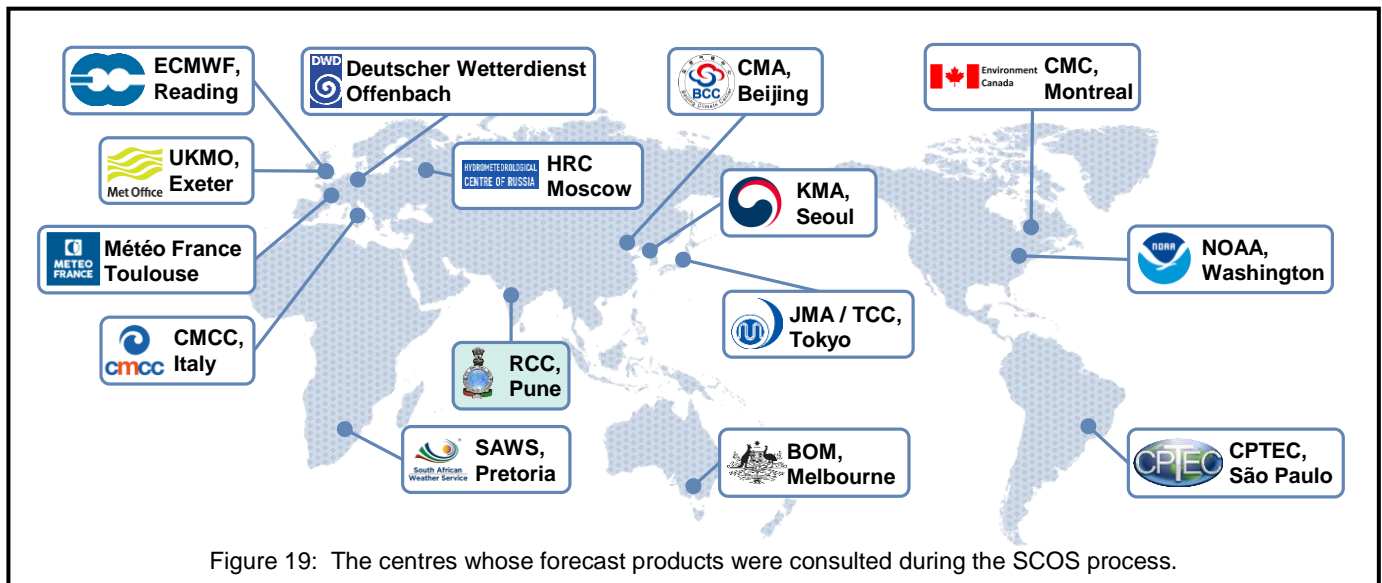 ECMWF,
Reading
DWD
Deutscher Wetterdienst
Offenbach
BCC
Beijing Climate Center
CMA,
Beijing
Environment
Canada
CMC,
Montreal
Met Office
UKMO,
Exeter
HYDROMETEOROLOGICAL
CENTRE OF RUSSIA
HRC
Moscow
KMA,
Seoul
METEO
FRANCE
Météo France
Toulouse
NOAA
NOAA,
Washington
cmcc
CMCC,
Italy
JMA / TCC,
Tokyo
RCC,
Pune
South African
Weather Service
SAWS,
Pretoria
BOM,
Melbourne
CPTEC
CPTEC,
São Paulo
Figure 19: The centres whose forecast products were consulted during the SCOS process.